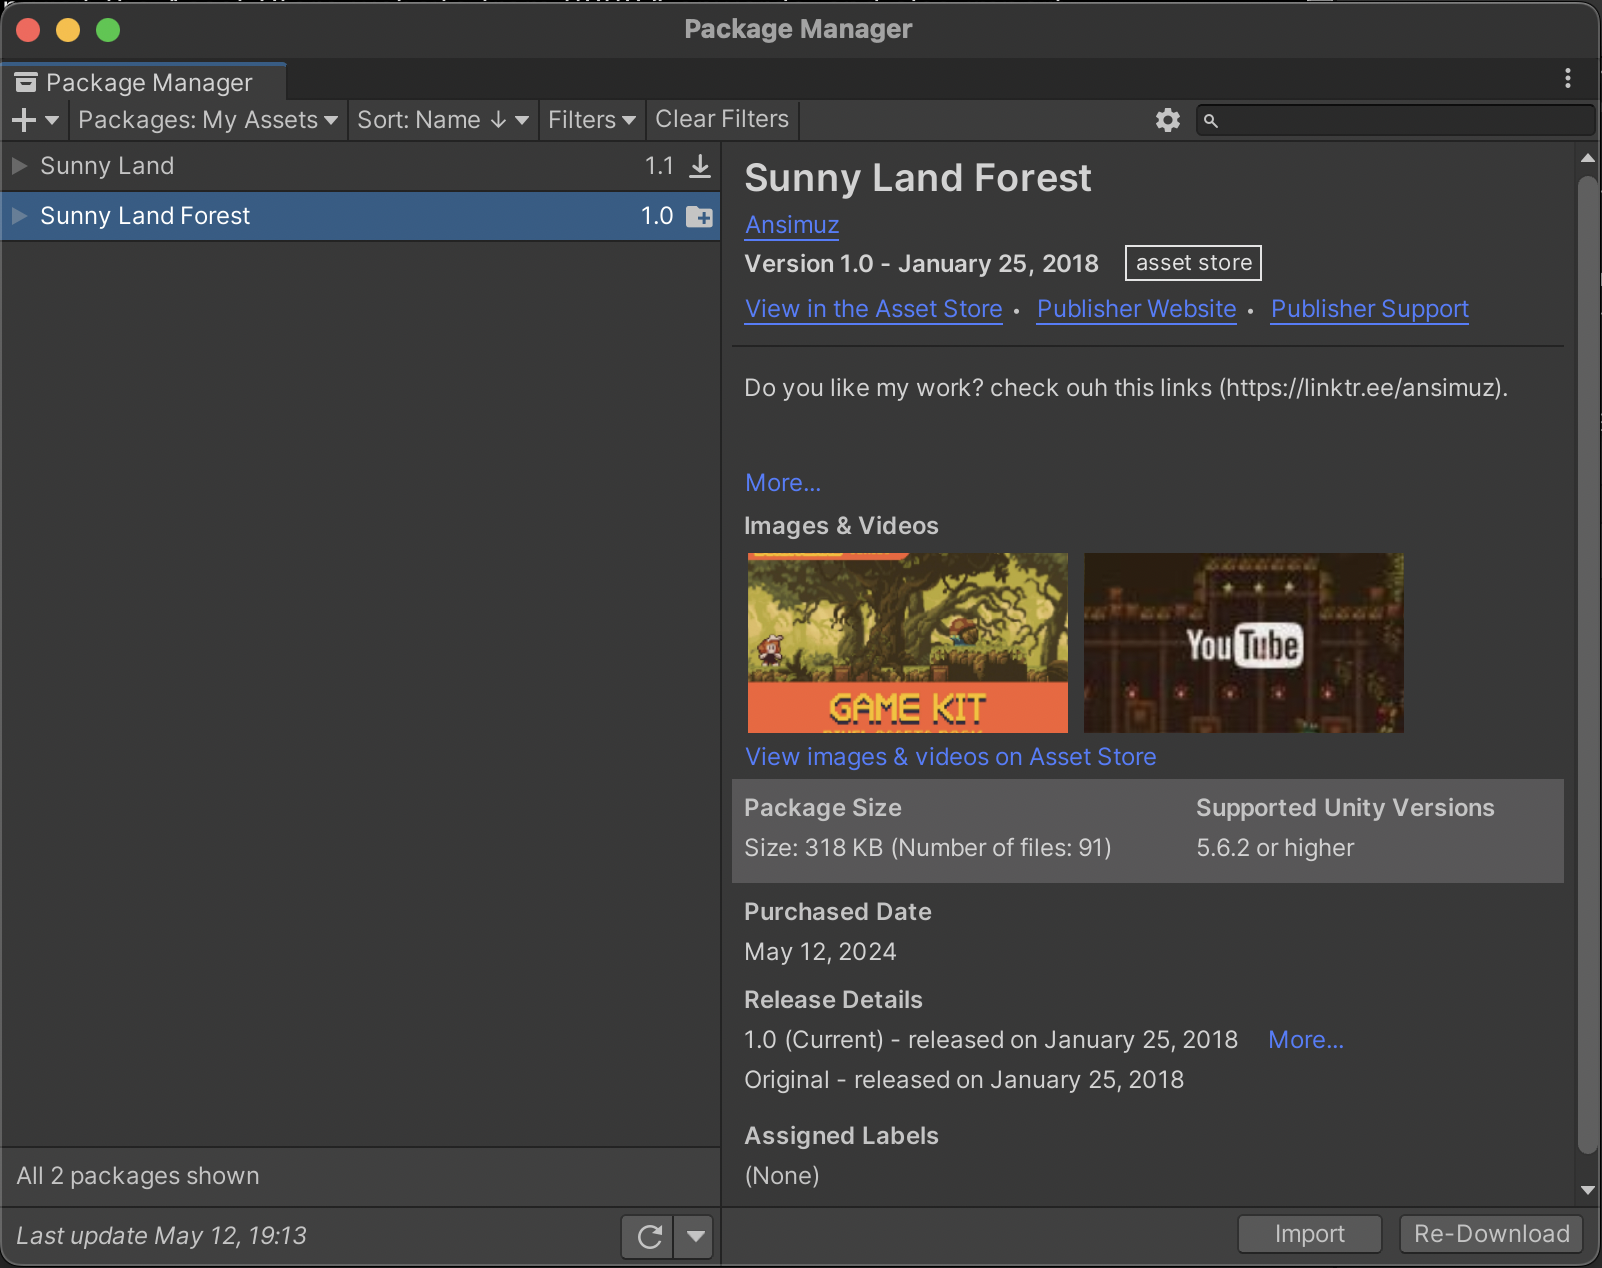 Package Manager
Package Manager
Packages: My Assets
Sort: Name ↓
Filters
Clear Filters
Sunny Land 1.1
Sunny Land Forest 1.0
All 2 packages shown
Last update May 12, 19:13
Sunny Land Forest
Ansimuz
Version 1.0 - January 25, 2018 asset store
View in the Asset Store • Publisher Website • Publisher Support
Do you like my work? check ouh this links (https://linktr.ee/ansimuz).
More...
Images & Videos
GAME KIT
YouTube
View images & videos on Asset Store
Package Size
Size: 318 KB (Number of files: 91)
Supported Unity Versions
5.6.2 or higher
Purchased Date
May 12, 2024
Release Details
1.0 (Current) - released on January 25, 2018 More...
Original - released on January 25, 2018
Assigned Labels
(None)
Import
Re-Download